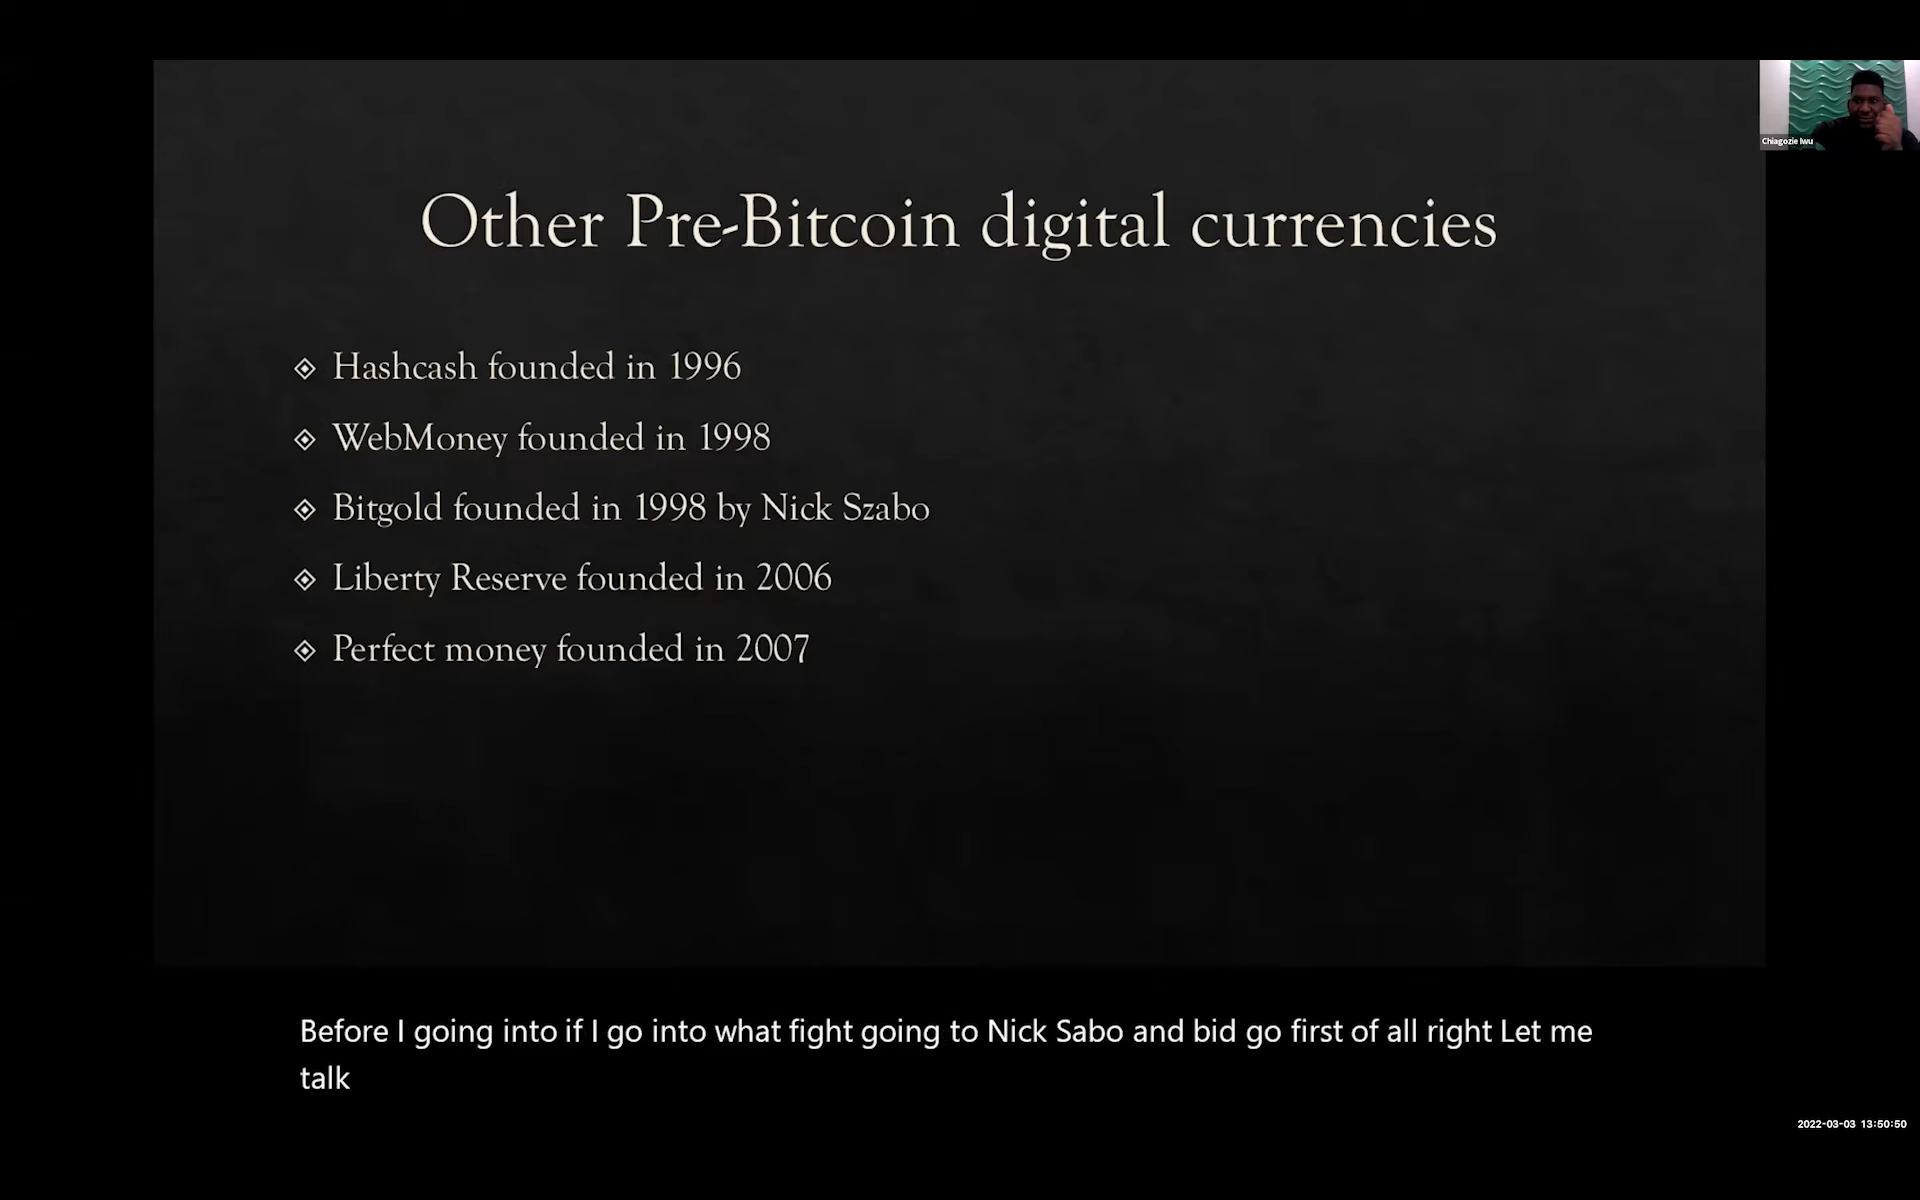 Chiagozie Iwu
Other Pre-Bitcoin digital currencies
Hashcash founded in 1996
WebMoney founded in 1998
Bitgold founded in 1998 by Nick Szabo
Liberty Reserve founded in 2006
Perfect money founded in 2007
Before I going into if I go into what fight going to Nick Sabo and bid go first of all right Let me
talk
2022-03-03 13:50:50